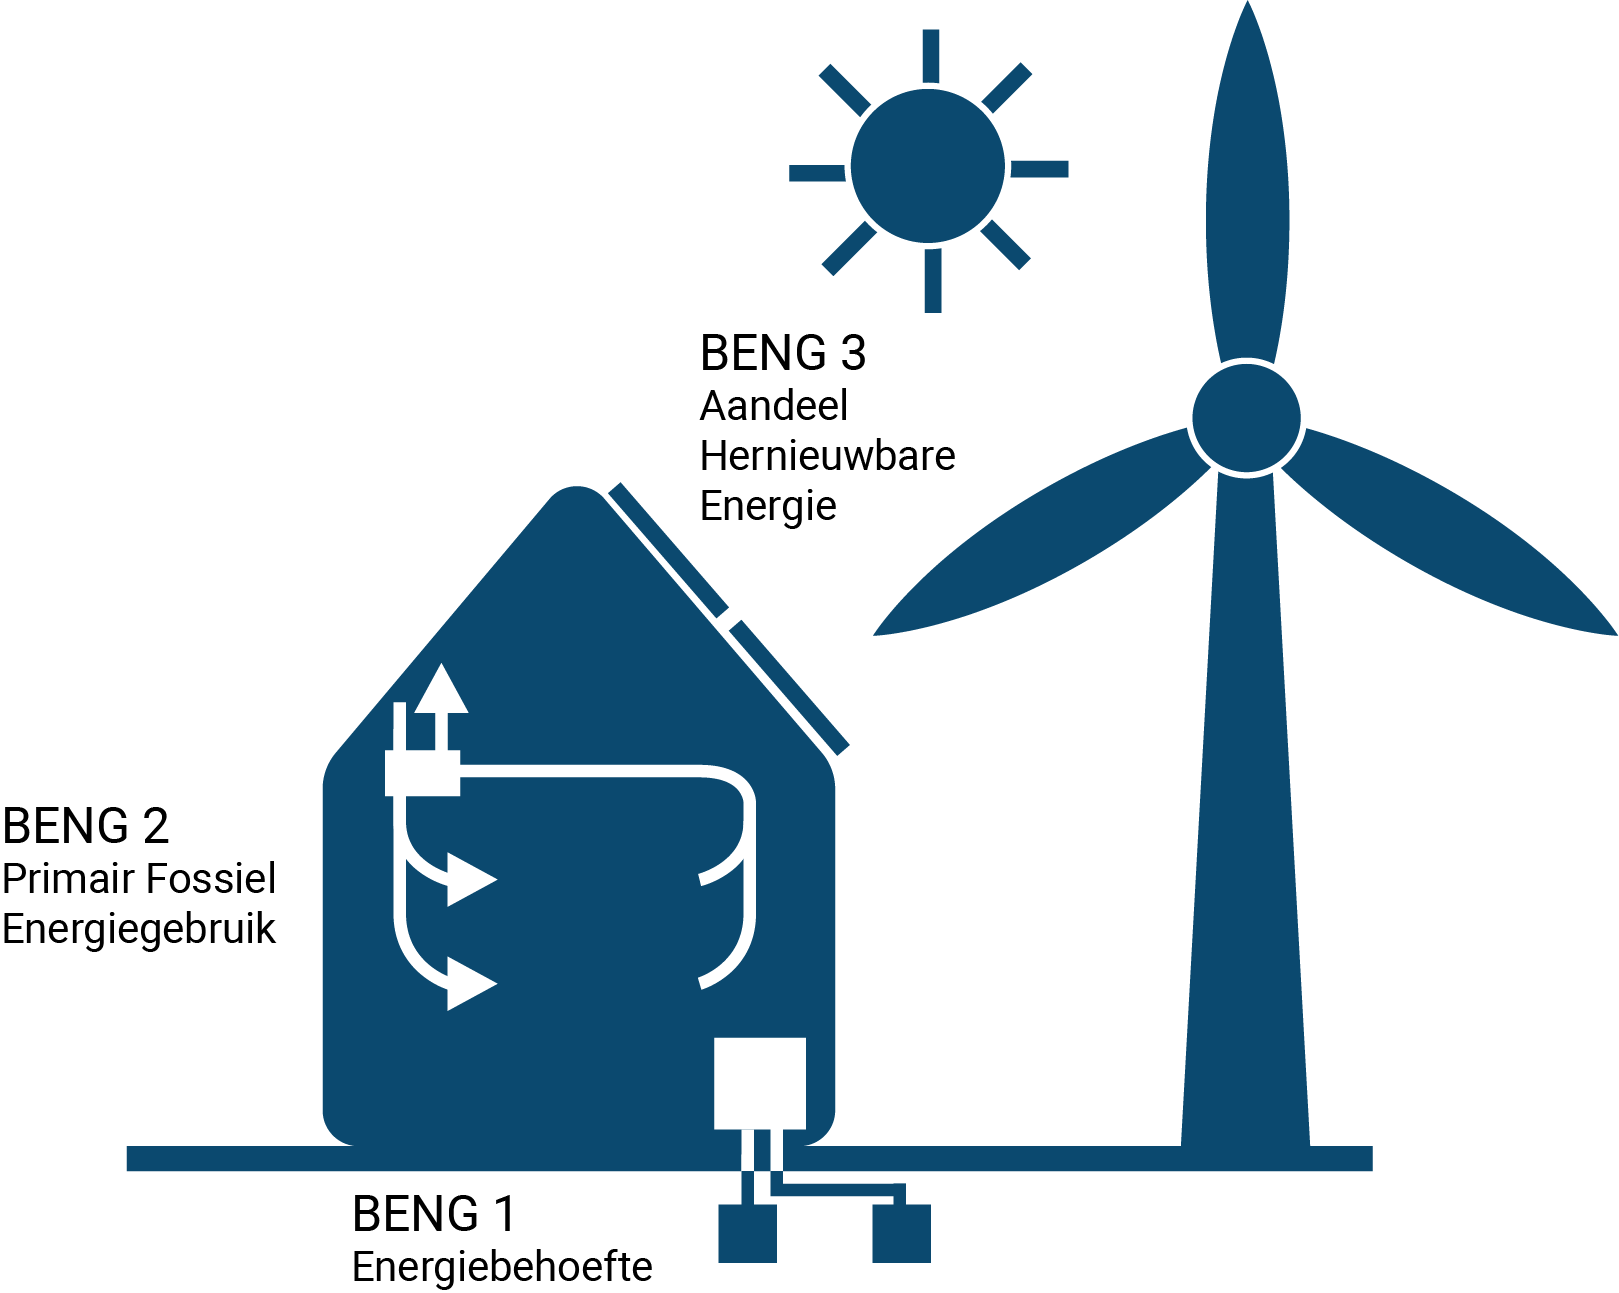 BENG 3
Aandeel
Hernieuwbare
Energie
BENG 2
Primair Fossiel
Energiegebruik
BENG 1
Energiebehoefte